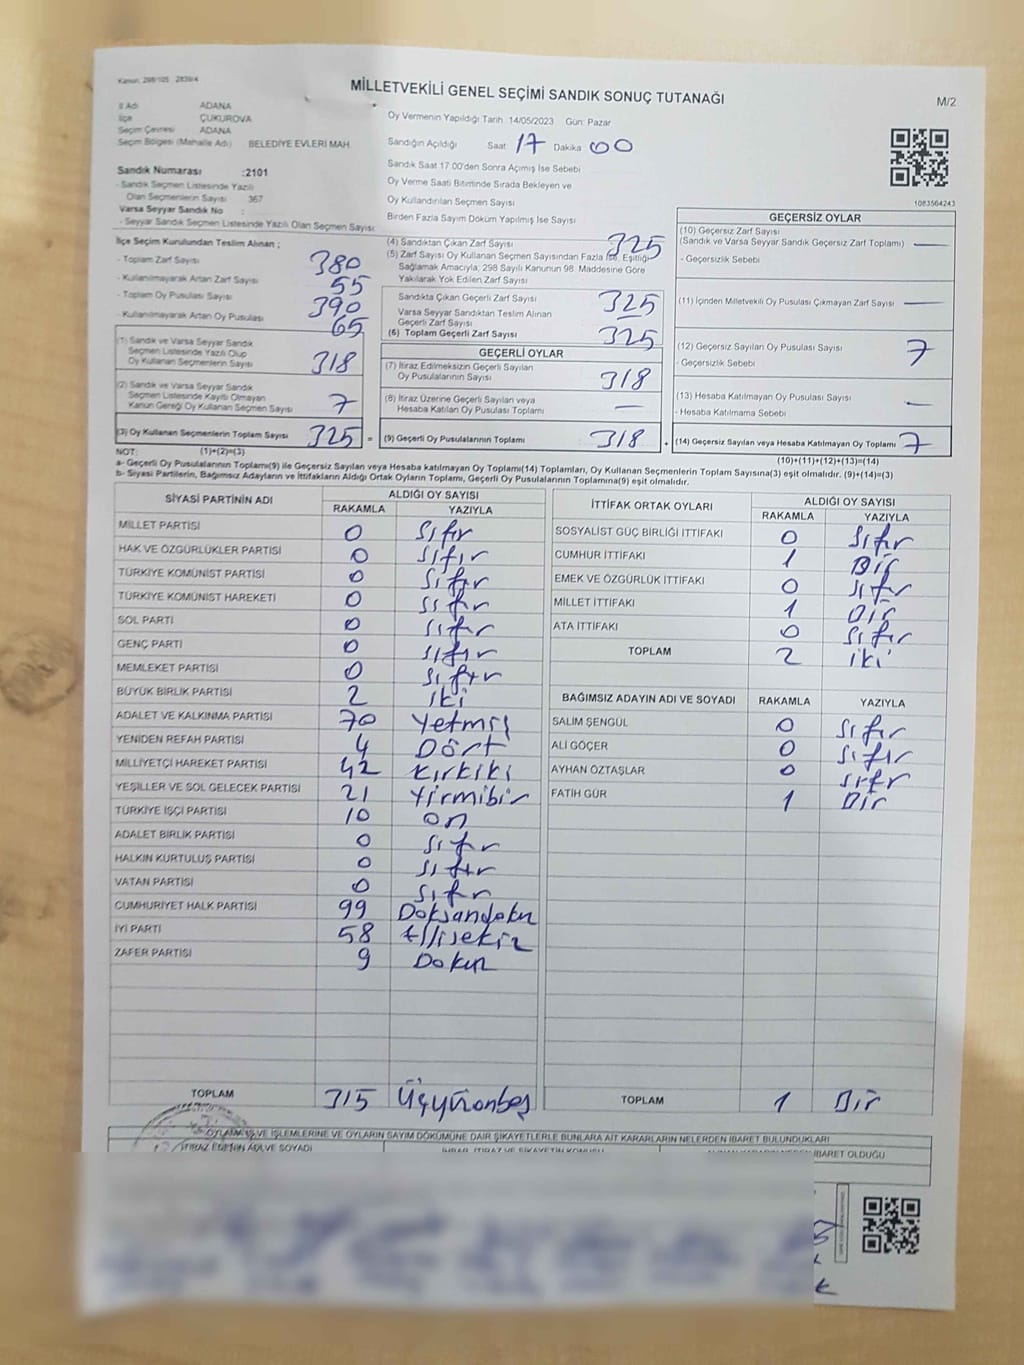 Kanun: 298/105 2839/4
MİLLETVEKİLİ GENEL SEÇİMİ SANDIK SONUÇ TUTANAĞI
M/2
İl Adı ADANA
İlçe ÇUKUROVA
Seçim Çevresi ADANA
Seçim Bölgesi (Mahalle Adı) BELEDİYE EVLERİ MAH.
Sandık Numarası :2101
- Sandık Seçmen Listesinde Yazılı
Olan Seçmenlerin Sayısı 367
Varsa Seyyar Sandık No :
- Seyyar Sandık Seçmen Listesinde Yazılı Olan Seçmen Sayısı:
Oy Vermenin Yapıldığı Tarih :14/05/2023 Gün: Pazar
Sandığın Açıldığı Saat: 17 Dakika 00
Sandık Saat 17:00'den Sonra Açımış İse Sebebi
Oy Verme Saati Bitiminde Sırada Bekleyen ve
Oy Kullandırılan Seçmen Sayısı
Birden Fazla Sayım Döküm Yapılmış İse Sayısı
1083564243
İlçe Seçim Kurulundan Teslim Alınan ;
- Toplam Zarf Sayısı 380
- Kullanılmayarak Artan Zarf Sayısı 55
- Toplam Oy Pusulası Sayısı 390
- Kullanılmayarak Artan Oy Pusulası 65
(1) Sandık ve Varsa Seyyar Sandık
Seçmen Listesinde Yazılı Olup
Oy Kullanan Seçmenlerin Sayısı 318
(2) Sandık ve Varsa Seyyar Sandık
Seçmen Listesinde Kayıtlı Olmayan
Kanun Gereği Oy Kullanan Seçmen Sayısı 7
(3) Oy Kullanan Seçmenlerin Toplam Sayısı 325 =
(4) Sandıktan Çıkan Zarf Sayısı 325
(5) Zarf Sayısı Oy Kullanan Seçmen Sayısından Fazla İse, Eşitliği
Sağlamak Amacıyla, 298 Sayılı Kanunun 98. Maddesine Göre
Yakılarak Yok Edilen Zarf Sayısı
Sandıkta Çıkan Geçerli Zarf Sayısı 325
Varsa Seyyar Sandıktan Teslim Alınan
Geçerli Zarf Sayısı
(6) Toplam Geçerli Zarf Sayısı 325
GEÇERLİ OYLAR
(7) İtiraz Edilmeksizin Geçerli Sayılan
Oy Pusulalarının Sayısı 318
(8) İtiraz Üzerine Geçerli Sayılan veya
Hesaba Katılan Oy Pusulası Toplamı —
(9) Geçerli Oy Pusulalarının Toplamı 318 +
GEÇERSİZ OYLAR
(10) Geçersiz Zarf Sayısı
(Sandık ve Varsa Seyyar Sandık Geçersiz Zarf Toplamı) —
- Geçersizlik Sebebi
(11) İçinden Milletvekili Oy Pusulası Çıkmayan Zarf Sayısı —
(12) Geçersiz Sayılan Oy Pusulası Sayısı 7
- Geçersizlik Sebebi
(13) Hesaba Katılmayan Oy Pusulası Sayısı —
- Hesaba Katılmama Sebebi
(14) Geçersiz Sayılan veya Hesaba Katılmayan Oy Toplamı 7
NOT: (1)+(2)=(3) (10)+(11)+(12)+(13)=(14)
a- Geçerli Oy Pusulalarının Toplamı(9) ile Geçersiz Sayılan veya Hesaba katılmayan Oy Toplamı(14) Toplamları, Oy Kullanan Seçmenlerin Toplam Sayısına(3) eşit olmalıdır. (9)+(14)=(3)
b- Siyasi Partilerin, Bağımsız Adayların ve İttifakların Aldığı Ortak Oyların Toplamı, Geçerli Oy Pusulalarının Toplamına(9) eşit olmalıdır.
SİYASİ PARTİNİN ADI ALDIĞI OY SAYISI
RAKAMLA YAZIYLA
MİLLET PARTİSİ 0 Sıfır
HAK VE ÖZGÜRLÜKLER PARTİSİ 0 Sıfır
TÜRKİYE KOMÜNİST PARTİSİ 0 Sıfır
TÜRKİYE KOMÜNİST HAREKETİ 0 Sıfır
SOL PARTİ 0 Sıfır
GENÇ PARTİ 0 Sıfır
MEMLEKET PARTİSİ 0 Sıfır
BÜYÜK BİRLİK PARTİSİ 2 iki
ADALET VE KALKINMA PARTİSİ 70 Yetmiş
YENİDEN REFAH PARTİSİ 4 Dört
MİLLİYETÇİ HAREKET PARTİSİ 42 Kırkiki
YEŞİLLER VE SOL GELECEK PARTİSİ 21 Yirmibir
TÜRKİYE İŞÇİ PARTİSİ 10 on
ADALET BİRLİK PARTİSİ 0 Sıfır
HALKIN KURTULUŞ PARTİSİ 0 Sıfır
VATAN PARTİSİ 0 Sıfır
CUMHURİYET HALK PARTİSİ 99 Doksandokuz
İYİ PARTİ 58 Ellisekiz
ZAFER PARTİSİ 9 Dokuz
TOPLAM 315 Üçyüzonbeş
İTTİFAK ORTAK OYLARI ALDIĞI OY SAYISI
RAKAMLA YAZIYLA
SOSYALİST GÜÇ BİRLİĞİ İTTİFAKI 0 Sıfır
CUMHUR İTTİFAKI 1 Bir
EMEK VE ÖZGÜRLÜK İTTİFAKI 0 Sıfır
MİLLET İTTİFAKI 1 Bir
ATA İTTİFAKI 0 Sıfır
TOPLAM 2 iki
BAĞIMSIZ ADAYIN ADI VE SOYADI RAKAMLA YAZIYLA
SALİM ŞENGÜL 0 Sıfır
ALİ GÖÇER 0 Sıfır
AYHAN ÖZTAŞLAR 0 Sıfır
FATİH GÜR 1 Bir
TOPLAM 1 Bir
OYLAMA İŞ VE İŞLEMLERİNE VE OYLARIN SAYIM DÖKÜMÜNE DAİR ŞİKAYETLERLE BUNLARA AİT KARARLARIN NELERDEN İBARET BULUNDUKLARI
İTİRAZ EDENİN ADI VE SOYADI İHBAR, İTİRAZ VE ŞİKAYETİN KONUSU ALINAN KARARIN NEDEN İBARET OLDUĞU